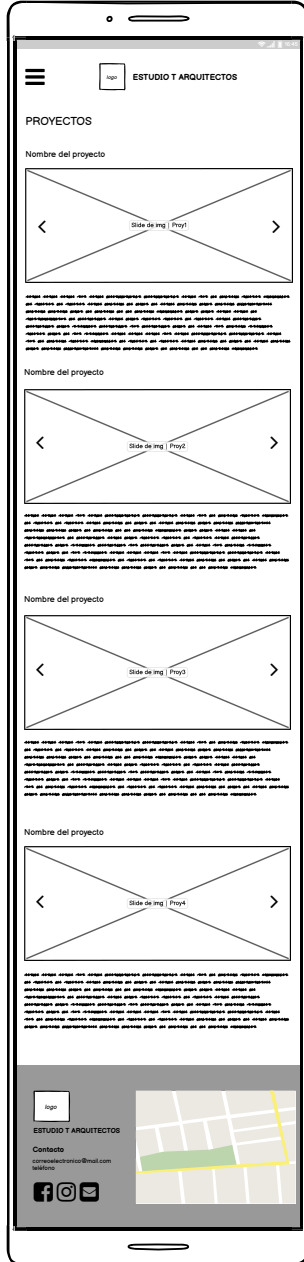 logo
ESTUDIO T ARQUITECTOS
PROYECTOS
Nombre del proyecto
Slide de img | Proy1
Nombre del proyecto
Slide de img | Proy2
Nombre del proyecto
Slide de img | Proy3
Nombre del proyecto
Slide de img | Proy4
logo
ESTUDIO T ARQUITECTOS
Contacto
correoelectronico@mail.com
teléfono